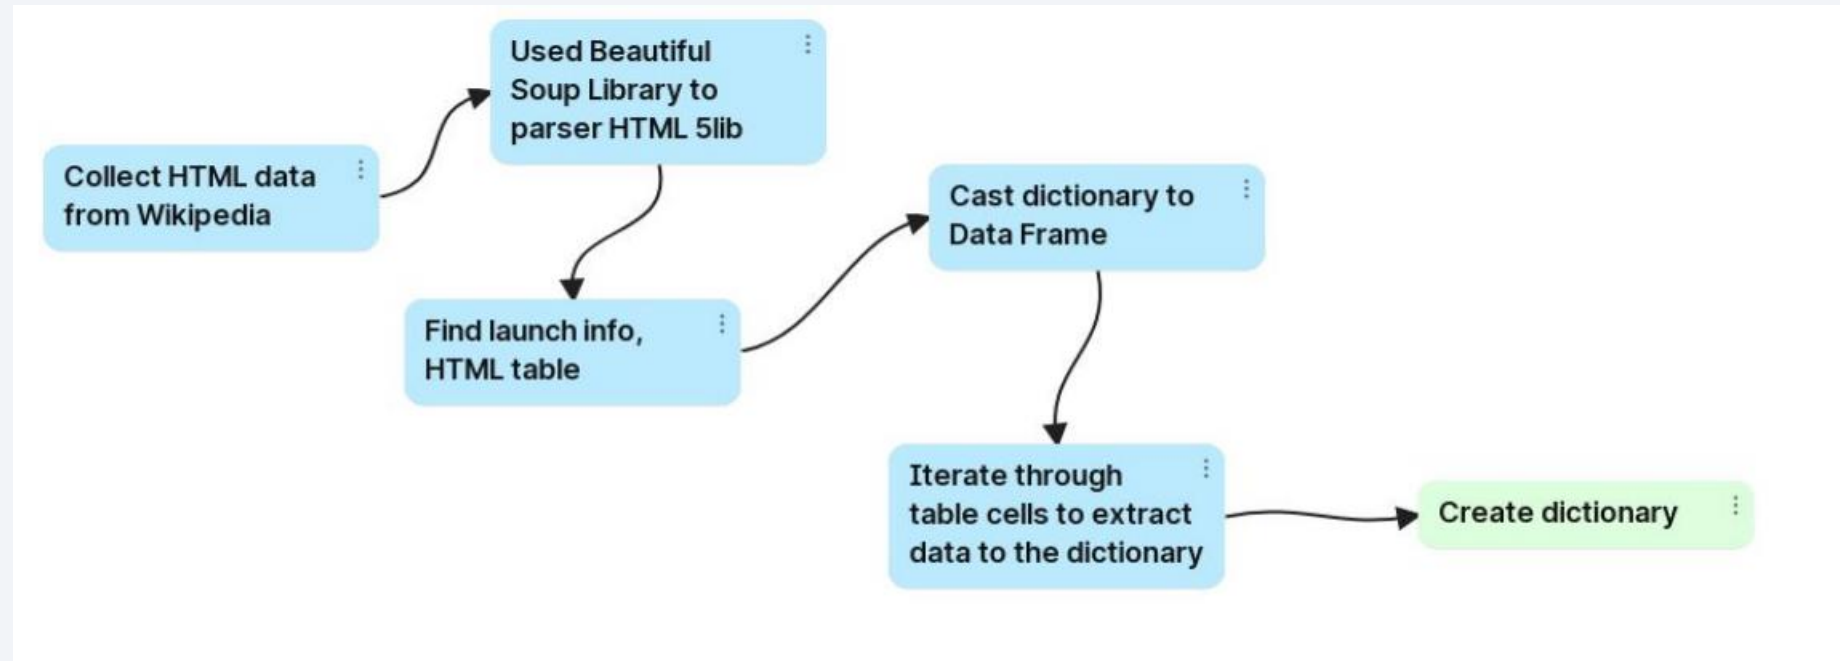 Used Beautiful
Soup Library to
parser HTML 5lib
Collect HTML data
from Wikipedia
Find launch info,
HTML table
Cast dictionary to
Data Frame
Iterate through
table cells to extract
data to the dictionary
Create dictionary